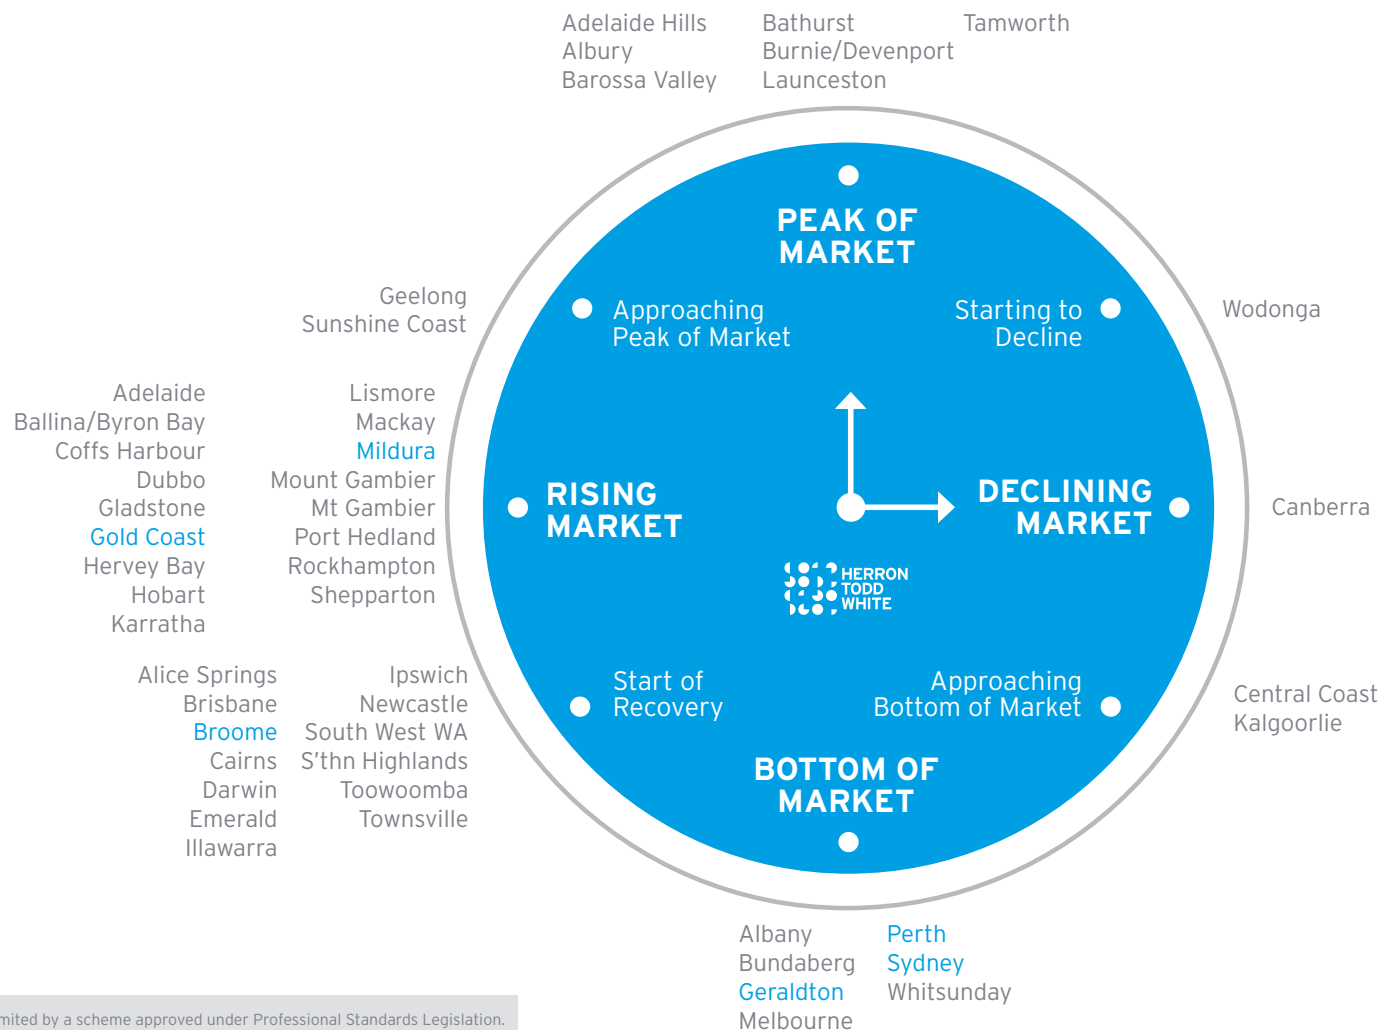 Adelaide Hills
Albury
Barossa Valley
Bathurst
Burnie/Devenport
Launceston
Tamworth
PEAK OF
MARKET
Geelong
Sunshine Coast
Approaching
Peak of Market
Starting to
Decline
Wodonga
Adelaide
Ballina/Byron Bay
Coffs Harbour
Dubbo
Gladstone
Gold Coast
Hervey Bay
Hobart
Karratha
Lismore
Mackay
Mildura
Mount Gambier
Mt Gambier
Port Hedland
Rockhampton
Shepparton
RISING
MARKET
DECLINING
MARKET
Canberra
HERRON
TODD
WHITE
Alice Springs
Brisbane
Broome
Cairns
Darwin
Emerald
Illawarra
Ipswich
Newcastle
South West WA
S'thn Highlands
Toowoomba
Townsville
Start of
Recovery
Approaching
Bottom of Market
Central Coast
Kalgoorlie
BOTTOM OF
MARKET
Albany
Bundaberg
Geraldton
Melbourne
Perth
Sydney
Whitsunday
by a scheme approved under Professional Standards Legislation.